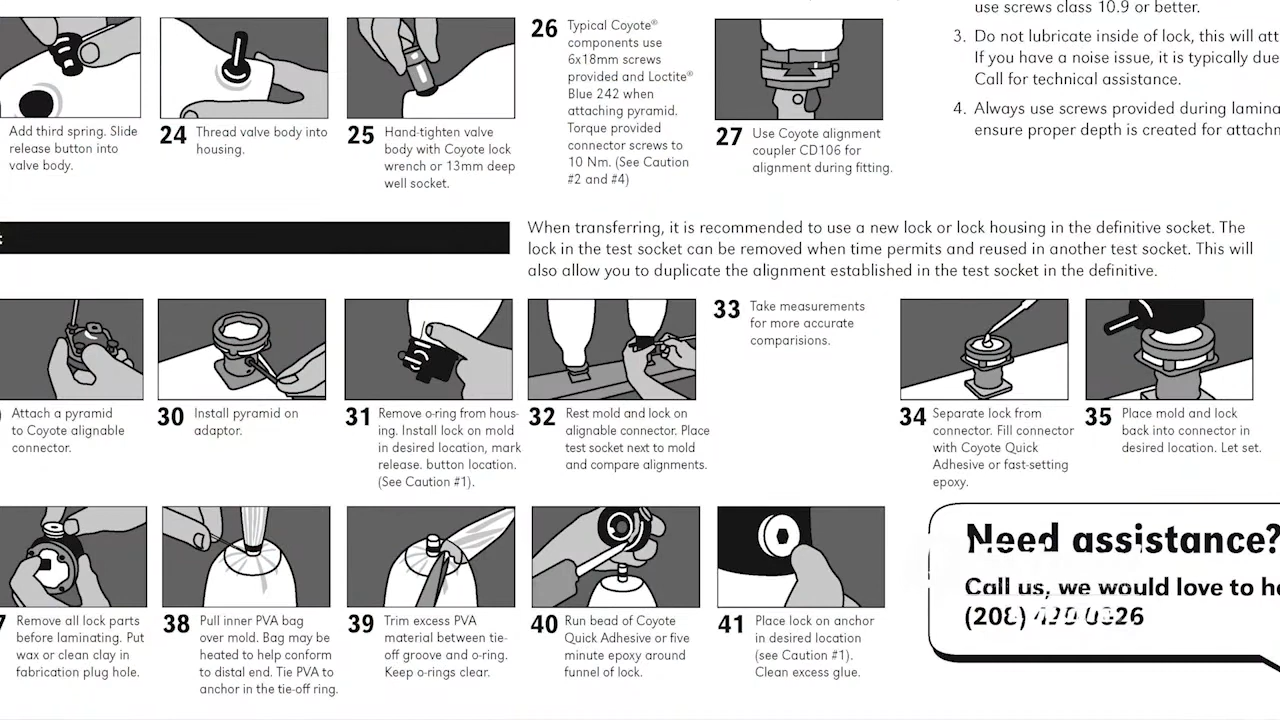 use screws class 10.9 or better.
3. Do not lubricate inside of lock, this will att
If you have a noise issue, it is typically due
Call for technical assistance.
4. Always use screws provided during lamina
ensure proper depth is created for attachm
Add third spring. Slide
release button into
valve body.
24 Thread valve body into
housing.
25 Hand-tighten valve
body with Coyote lock
wrench or 13mm deep
well socket.
26 Typical Coyote®
components use
6x18mm screws
provided and Loctite®
Blue 242 when
attaching pyramid.
Torque provided
connector screws to
10 Nm. (See Caution
#2 and #4)
27 Use Coyote alignment
coupler CD106 for
alignment during fitting.
When transferring, it is recommended to use a new lock or lock housing in the definitive socket. The
lock in the test socket can be removed when time permits and reused in another test socket. This will
also allow you to duplicate the alignment established in the test socket in the definitive.
Attach a pyramid
to Coyote alignable
connector.
30 Install pyramid on
adaptor.
31 Remove o-ring from hous-
ing. Install lock on mold
in desired location, mark
release. button location.
(See Caution #1).
32 Rest mold and lock on
alignable connector. Place
test socket next to mold
and compare alignments.
33 Take measurements
for more accurate
comparisions.
34 Separate lock from
connector. Fill connector
with Coyote Quick
Adhesive or fast-setting
epoxy.
35 Place mold and lock
back into connector in
desired location. Let set.
7 Remove all lock parts
before laminating. Put
wax or clean clay in
fabrication plug hole.
38 Pull inner PVA bag
over mold. Bag may be
heated to help conform
to distal end. Tie PVA to
anchor in the tie-off ring.
39 Trim excess PVA
material between tie-
off groove and o-ring.
Keep o-rings clear.
40 Run bead of Coyote
Quick Adhesive or five
minute epoxy around
funnel of lock.
41 Place lock on anchor
in desired location
(see Caution #1).
Clean excess glue.
Need assistance?
Call us, we would love to he
(208)